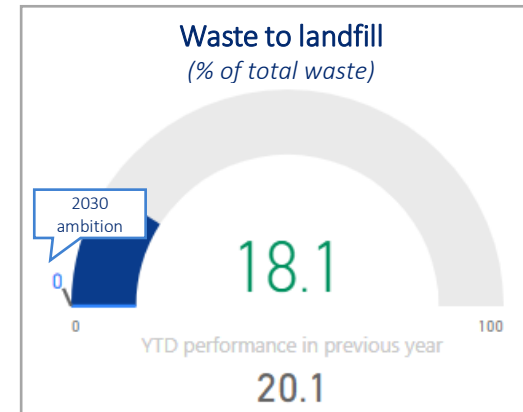 Waste to landfill
(% of total waste)
2030
ambition
0
18.1
0
100
YTD performance in previous year
20.1